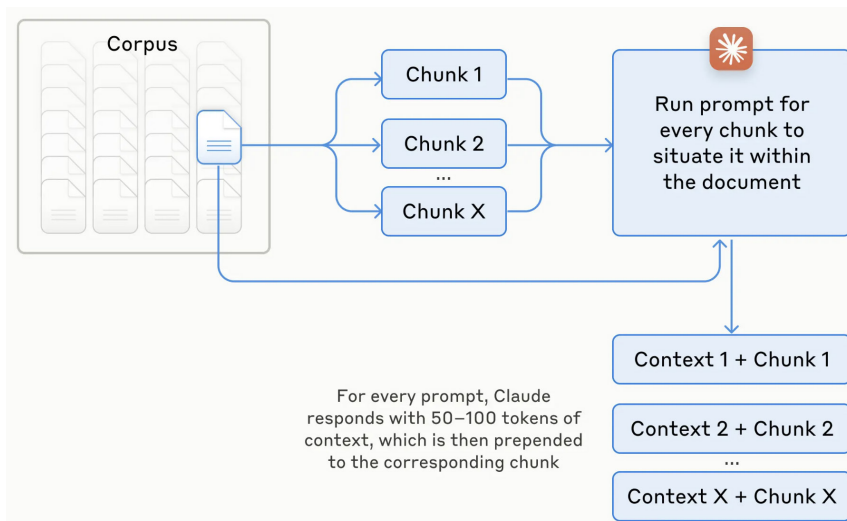 Corpus
Chunk 1
Chunk 2
...
Chunk X
Run prompt for
every chunk to
situate it within
the document
Context 1 + Chunk 1
For every prompt, Claude
responds with 50–100 tokens of
context, which is then prepended
to the corresponding chunk
Context 2 + Chunk 2
...
Context X + Chunk X